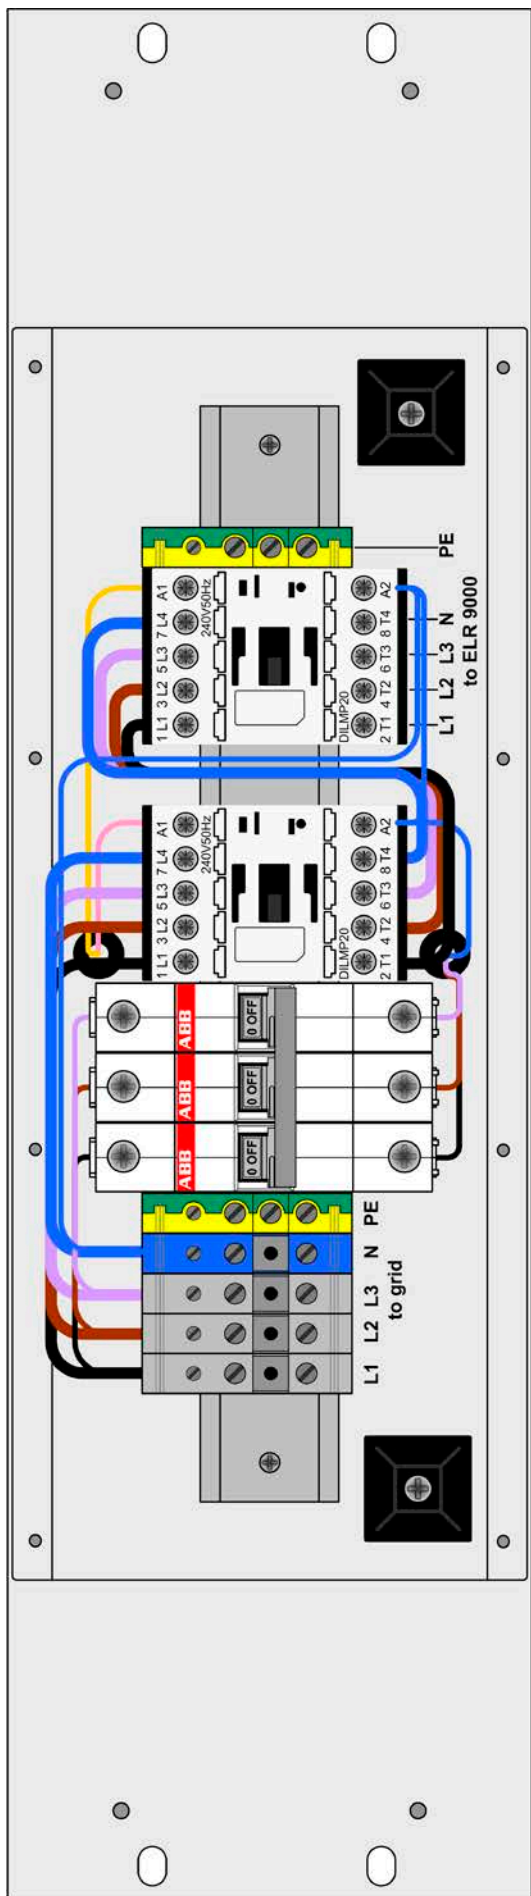 1 L1 3 L2 5 L3 7 L4 A1
240V50Hz
DILMP20
2 T1 4 T2 6 T3 8 T4 A2
1 L1 3 L2 5 L3 7 L4 A1
240V50Hz
DILMP20
2 T1 4 T2 6 T3 8 T4 A2
ABB ABB ABB
0 OFF 0 OFF 0 OFF
L1 L2 L3 N PE
to grid
L1 L2 L3 N PE
to ELR 9000